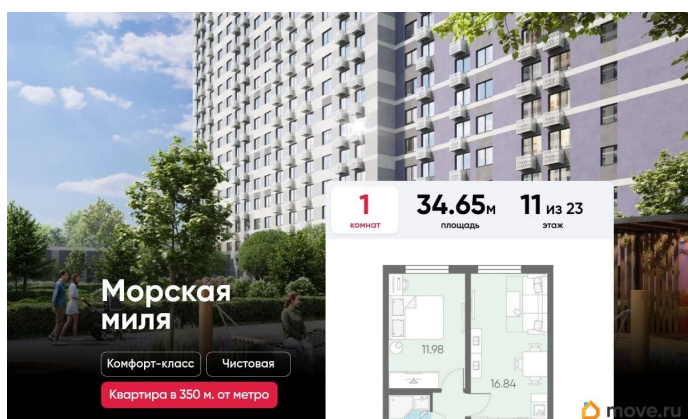 1
комнат
34.65м
площадь
11 из 23
этаж
Морская
миля
Комфорт-класс
Чистовая
Квартира в 350 м. от метро
11.98
16.84
move.ru